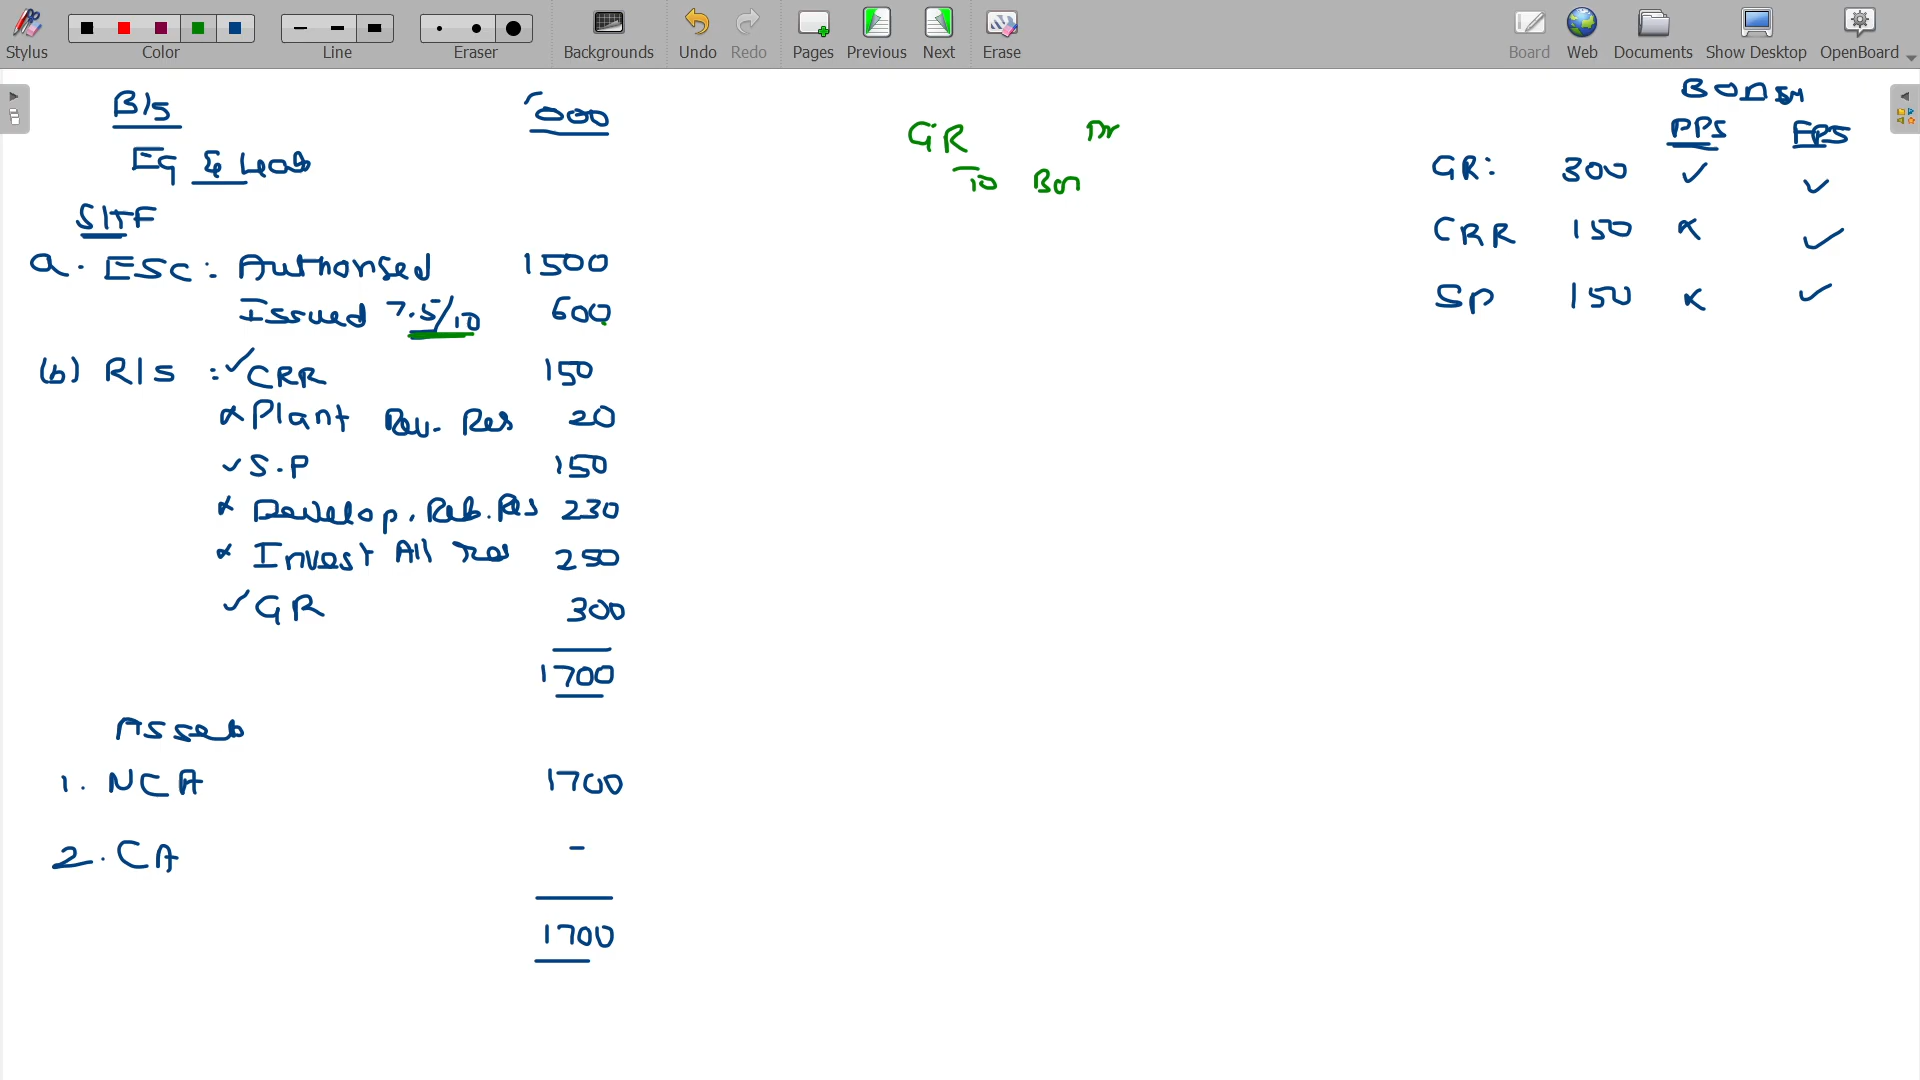 Stylus Color Line Eraser Backgrounds Undo Redo Pages Previous Next Erase Board Web Documents Show Desktop OpenBoard
B/s '000
Eq & Liab
S/H F
a. ESC: Authorised 1500
Issued 7.5/10 600
(b) R/s : ✓ CRR 150
x Plant Rev. Res 20
✓ S.P 150
x Develop. Reb. Res 230
x Invest All Res 250
✓ GR 300
1700
Assets
1. NCA 1700
2. CA -
1700
GR Dr
To Bon
Bonus
PPS FPS
GR: 300 ✓ ✓
CRR 150 x ✓
SP 150 x ✓